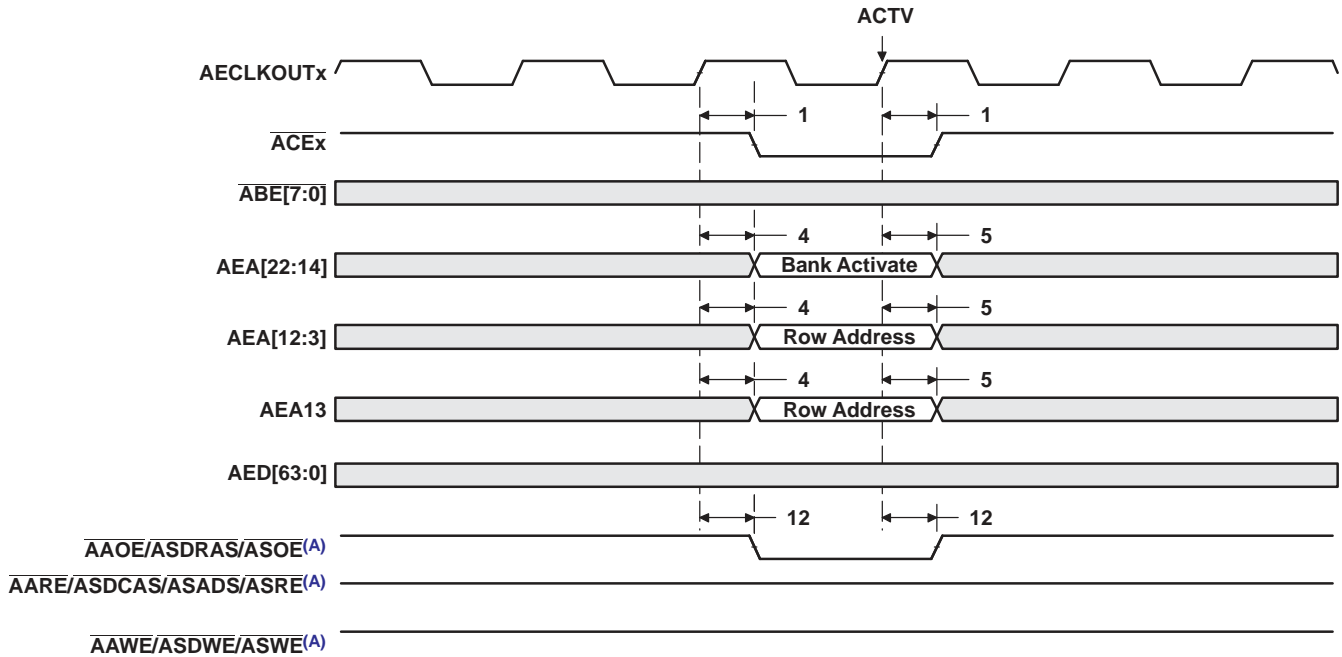 ACTV
AECLKOUTx
1 1
ACEx
ABE[7:0]
4 5
AEA[22:14] Bank Activate
4 5
AEA[12:3] Row Address
4 5
AEA13 Row Address
AED[63:0]
12 12
AAOE/ASDRAS/ASOE(A)
AARE/ASDCAS/ASADS/ASRE(A)
AAWE/ASDWE/ASWE(A)